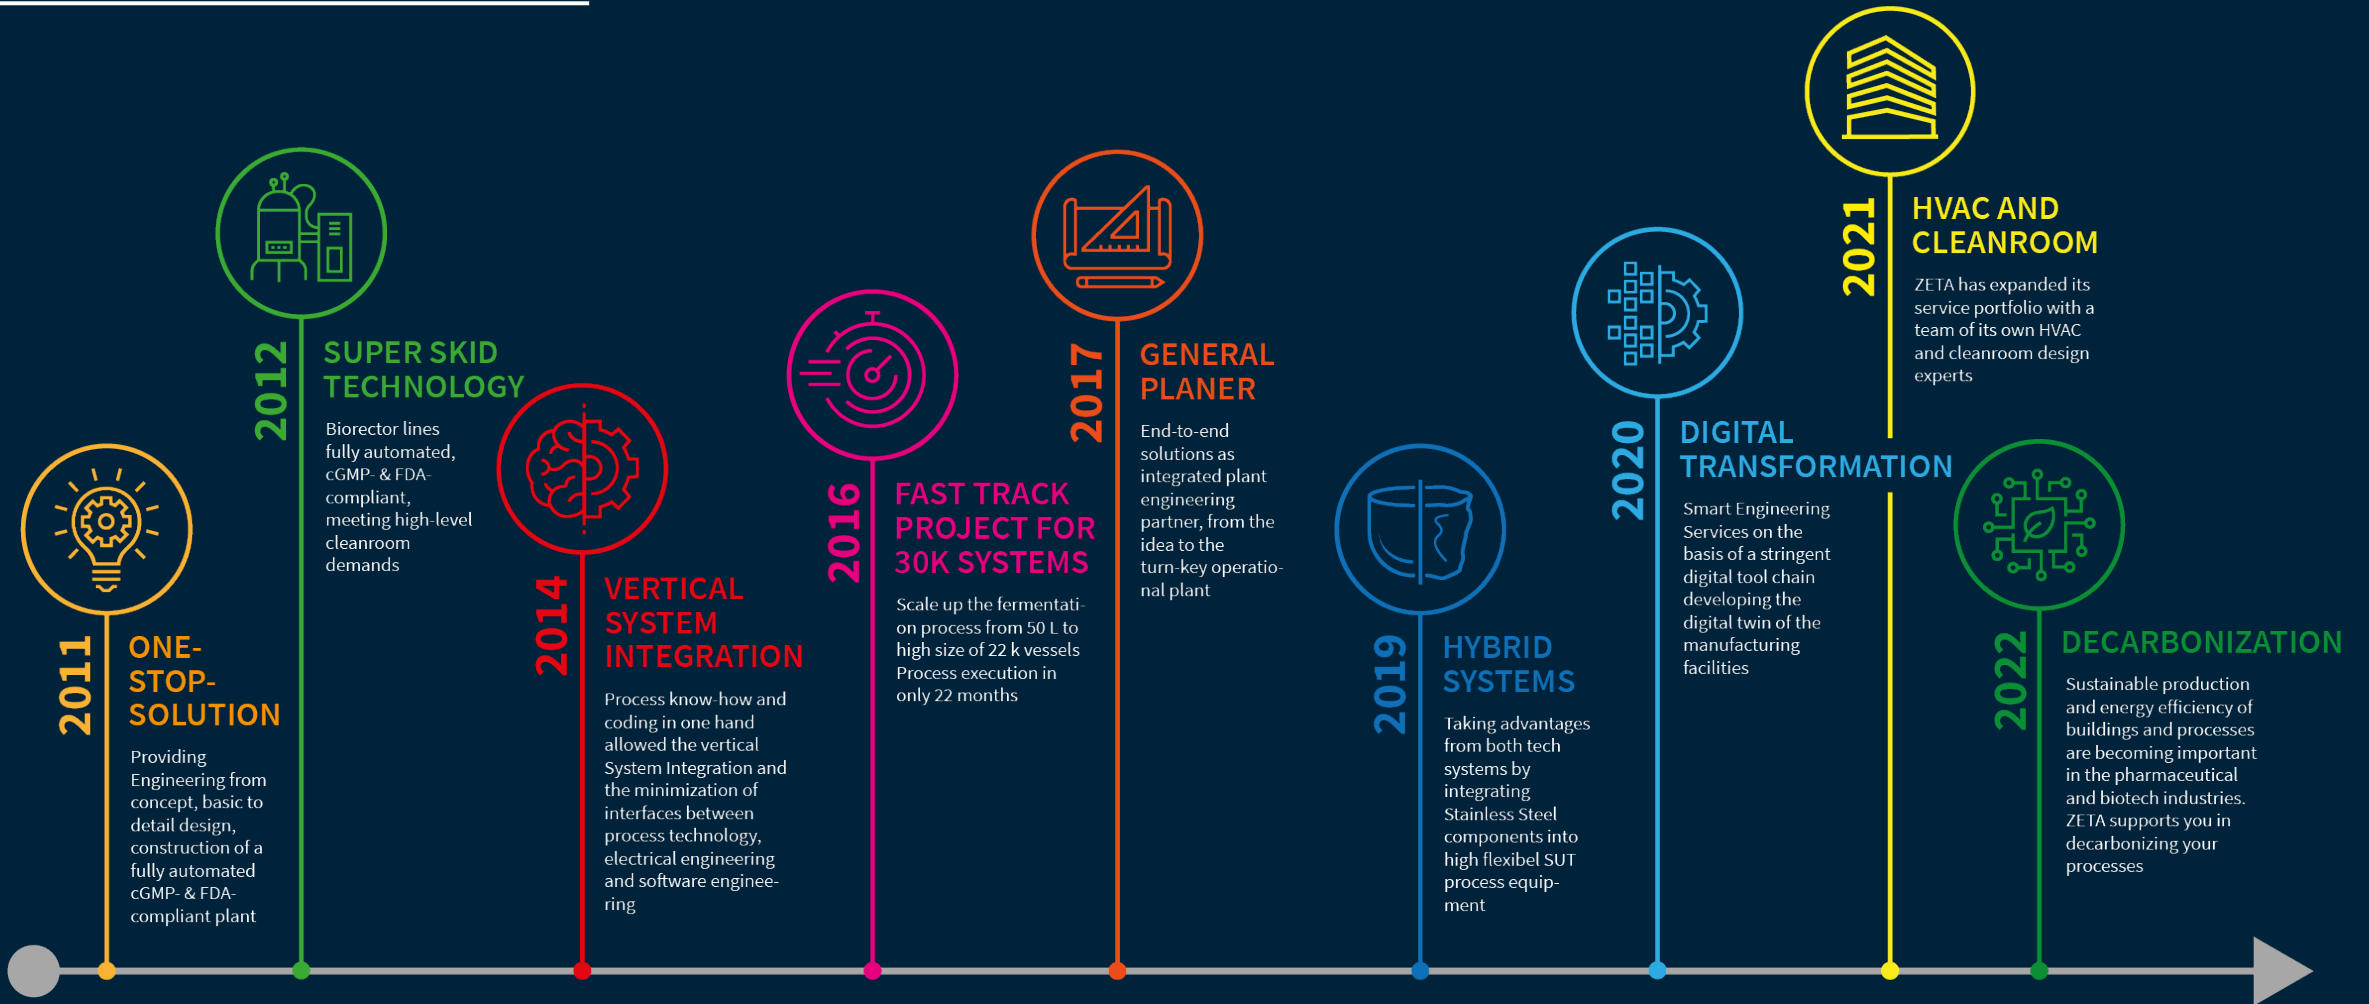 2011
ONE-
STOP-
SOLUTION
Providing
Engineering from
concept, basic to
detail design,
construction of a
fully automated
cGMP- & FDA-
compliant plant
2012
SUPER SKID
TECHNOLOGY
Biorector lines
fully automated,
cGMP- & FDA-
compliant,
meeting high-level
cleanroom
demands
2014
VERTICAL
SYSTEM
INTEGRATION
Process know-how and
coding in one hand
allowed the vertical
System Integration and
the minimization of
interfaces between
process technology,
electrical engineering
and software enginee-
ring
2016
FAST TRACK
PROJECT FOR
30K SYSTEMS
Scale up the fermentati-
on process from 50 L to
high size of 22 k vessels
Process execution in
only 22 months
2017
GENERAL
PLANER
End-to-end
solutions as
integrated plant
engineering
partner, from the
idea to the
turn-key operatio-
nal plant
2019
HYBRID
SYSTEMS
Taking advantages
from both tech
systems by
integrating
Stainless Steel
components into
high flexibel SUT
process equip-
ment
2020
DIGITAL
TRANSFORMATION
Smart Engineering
Services on the
basis of a stringent
digital tool chain
developing the
digital twin of the
manufacturing
facilities
2021
HVAC AND
CLEANROOM
ZETA has expanded its
service portfolio with a
team of its own HVAC
and cleanroom design
experts
2022
DECARBONIZATION
Sustainable production
and energy efficiency of
buildings and processes
are becoming important
in the pharmaceutical
and biotech industries.
ZETA supports you in
decarbonizing your
processes